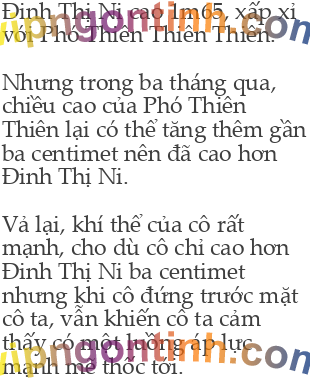 Đinh Thị Ni cao 1m65, xấp xỉ
với Phó Thiên Thiên Thiên.
Nhưng trong ba tháng qua,
chiều cao của Phó Thiên
Thiên lại có thể tăng thêm gần
ba centimet nên đã cao hơn
Đinh Thị Ni.
Vả lại, khí thể của cô rất
mạnh, cho dù cô chỉ cao hơn
Đinh Thị Ni ba centimet
nhưng khi cô đứng trước mặt
cô ta, vẫn khiến cô ta cảm
thấy có một luồng áp lực
mạnh mẽ thốc tới.
vipngontinh.com
vipngontinh.com